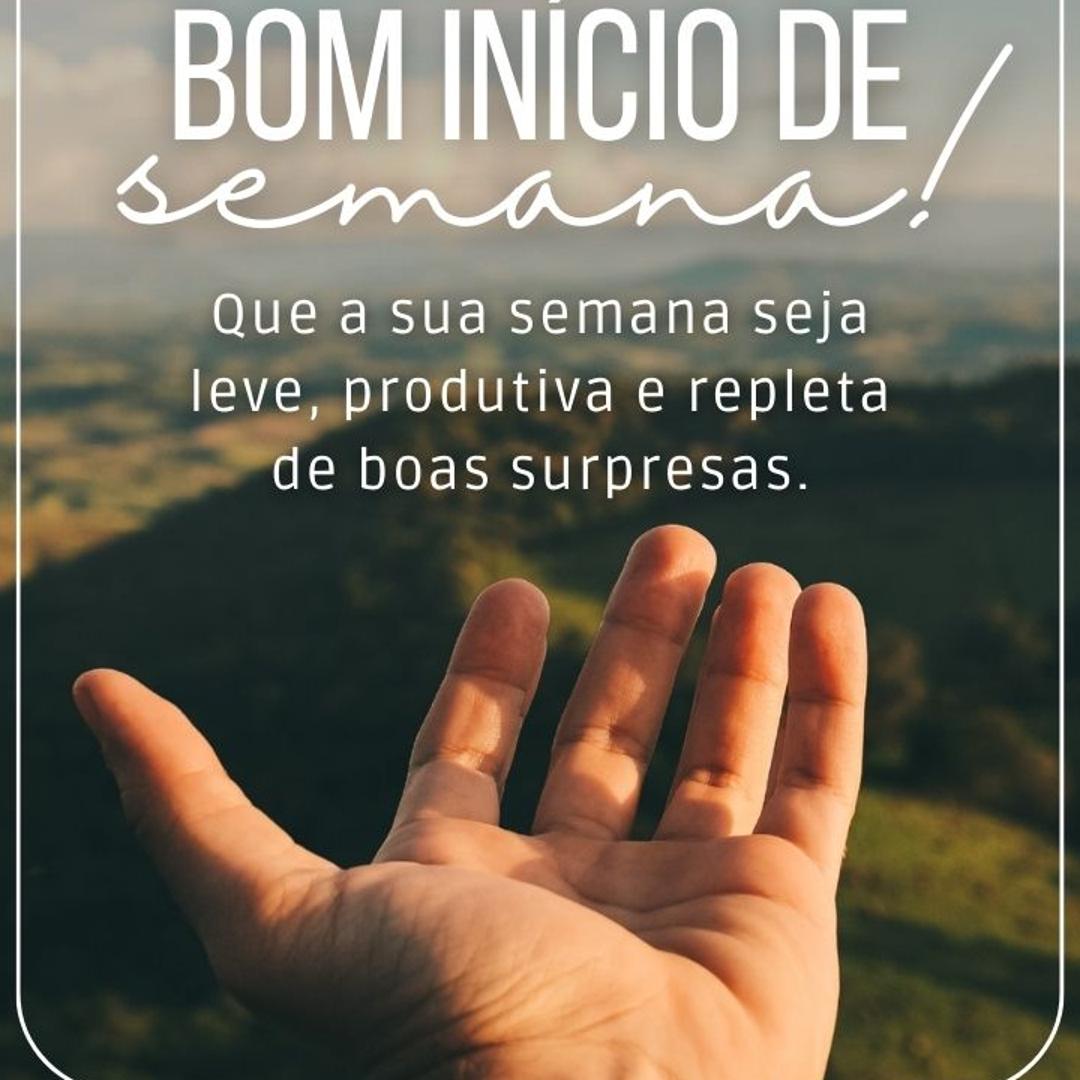 BOM INÍCIO DE
semana!
Que a sua semana seja
leve, produtiva e repleta
de boas surpresas.